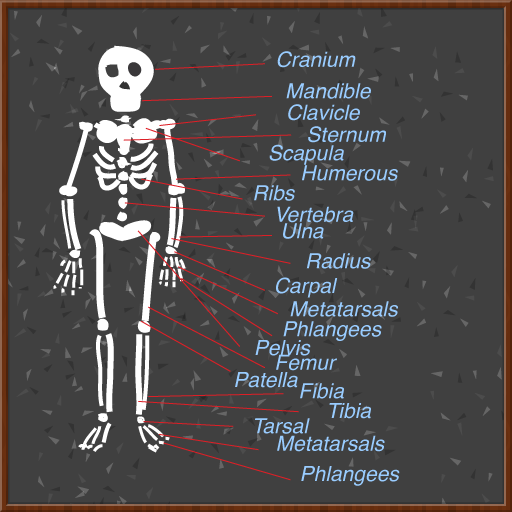 Cranium
Mandible
Clavicle
Sternum
Scapula
Humerous
Ribs
Vertebra
Ulna
Radius
Carpal
Metatarsals
Phlangees
Pelvis
Femur
Patella
Fibia
Tibia
Tarsal
Metatarsals
Phlangees